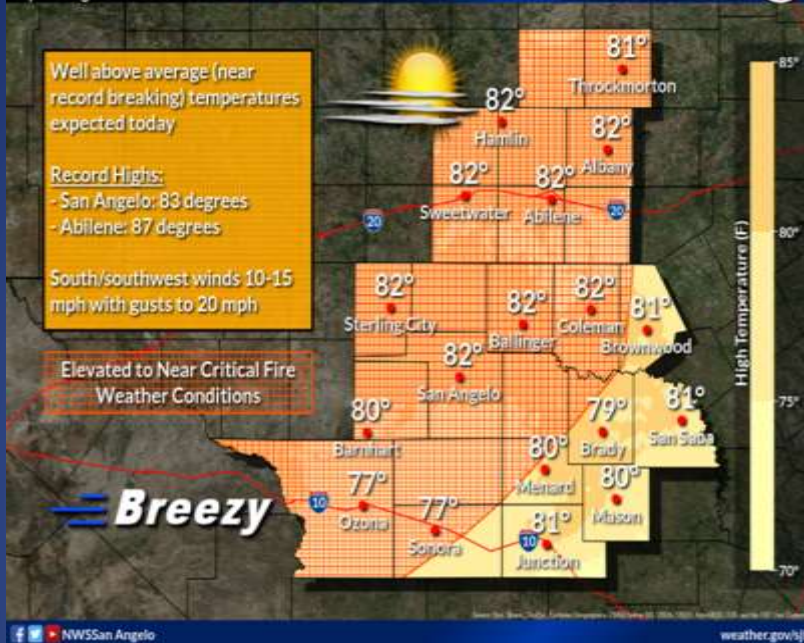 Well above average (near
record breaking) temperatures
expected today
Record Highs:
- San Angelo: 83 degrees
- Abilene: 87 degrees
South/southwest winds 10-15
mph with gusts to 20 mph
Elevated to Near Critical Fire
Weather Conditions
Breezy
81°
Throckmorton
82°
Hamlin
82°
Albany
82°
Sweetwater
82°
Abilene
20
20
82°
Sterling City
82°
Ballinger
82°
Coleman
81°
Brownwood
82°
San Angelo
80°
Barnhart
79°
Brady
81°
San Saba
80°
Menard
80°
Mason
77°
Ozona
77°
Sonora
81°
Junction
10
10
High Temperature (F)
85°
80°
75°
70°
NWSSan Angelo
weather.gov/